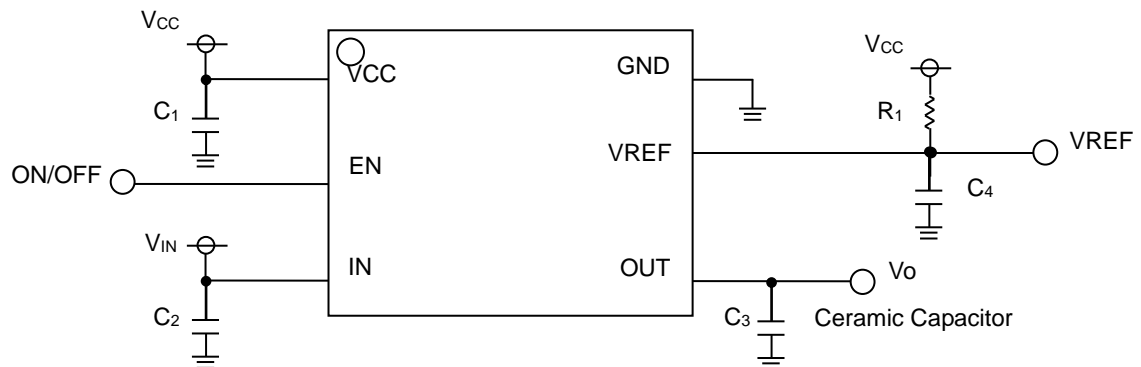 VCC
C1
ON/OFF
VIN
C2
VCC
EN
IN
GND
VREF
OUT
VCC
R1
VREF
C4
Vo
C3
Ceramic Capacitor